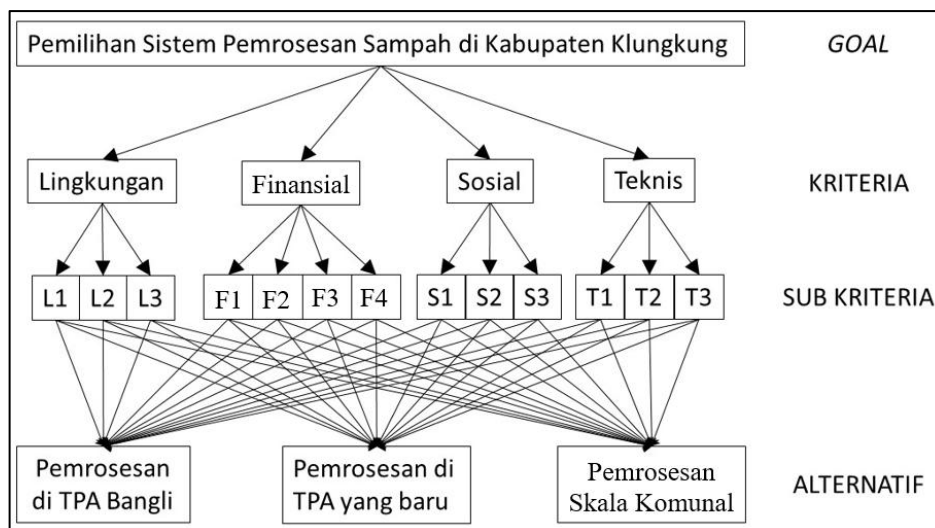 Pemilihan Sistem Pemrosesan Sampah di Kabupaten Klungkung GOAL
Lingkungan Finansial Sosial Teknis KRITERIA
L1 L2 L3 F1 F2 F3 F4 S1 S2 S3 T1 T2 T3 SUB KRITERIA
Pemrosesan
di TPA Bangli
Pemrosesan di
TPA yang baru
Pemrosesan
Skala Komunal
ALTERNATIF